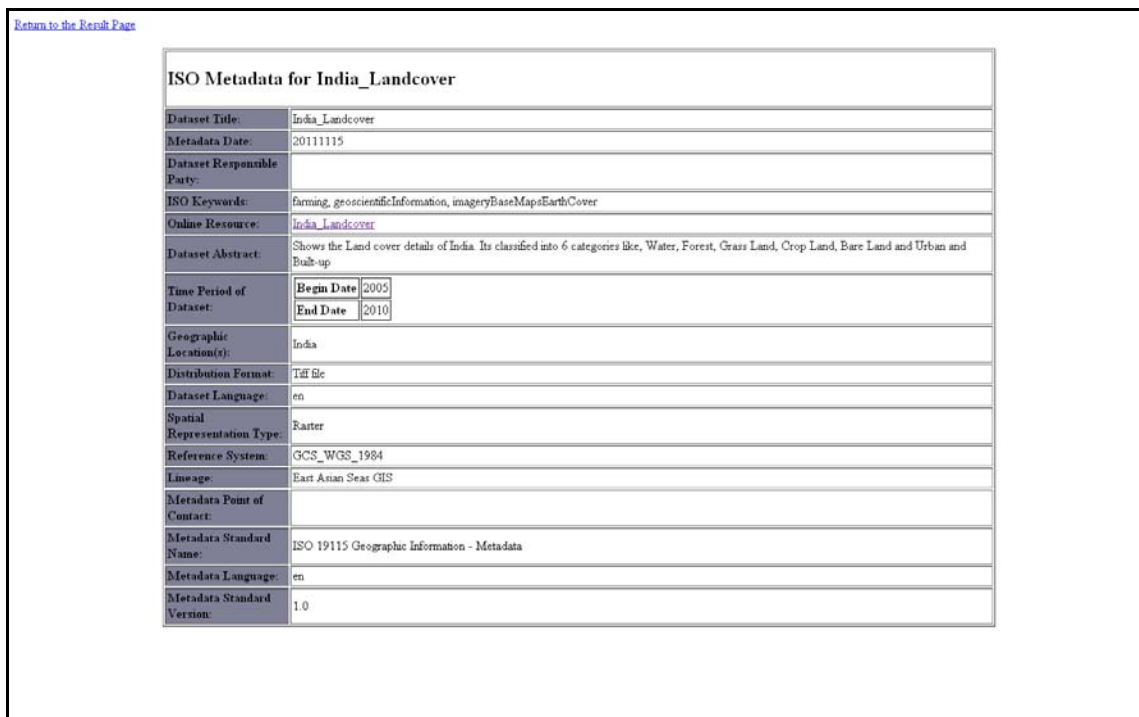 Return to the Result Page
ISO Metadata for India_Landcover
Dataset Title: India_Landcover
Metadata Date: 20111115
Dataset Responsible
Party:
ISO Keywords: farming, geoscientificInformation, imageryBaseMapsEarthCover
Online Resource: India_Landcover
Dataset Abstract: Shows the Land cover details of India. Its classified into 6 categories like, Water, Forest, Grass Land, Crop Land, Bare Land and Urban and
Built-up
Time Period of
Dataset:
Begin Date 2005
End Date 2010
Geographic
Location(s):
India
Distribution Format: Tiff file
Dataset Language: en
Spatial
Representation Type:
Raster
Reference System: GCS_WGS_1984
Lineage: East Asian Seas GIS
Metadata Point of
Contact:
Metadata Standard
Name:
ISO 19115 Geographic Information - Metadata
Metadata Language: en
Metadata Standard
Version:
1.0